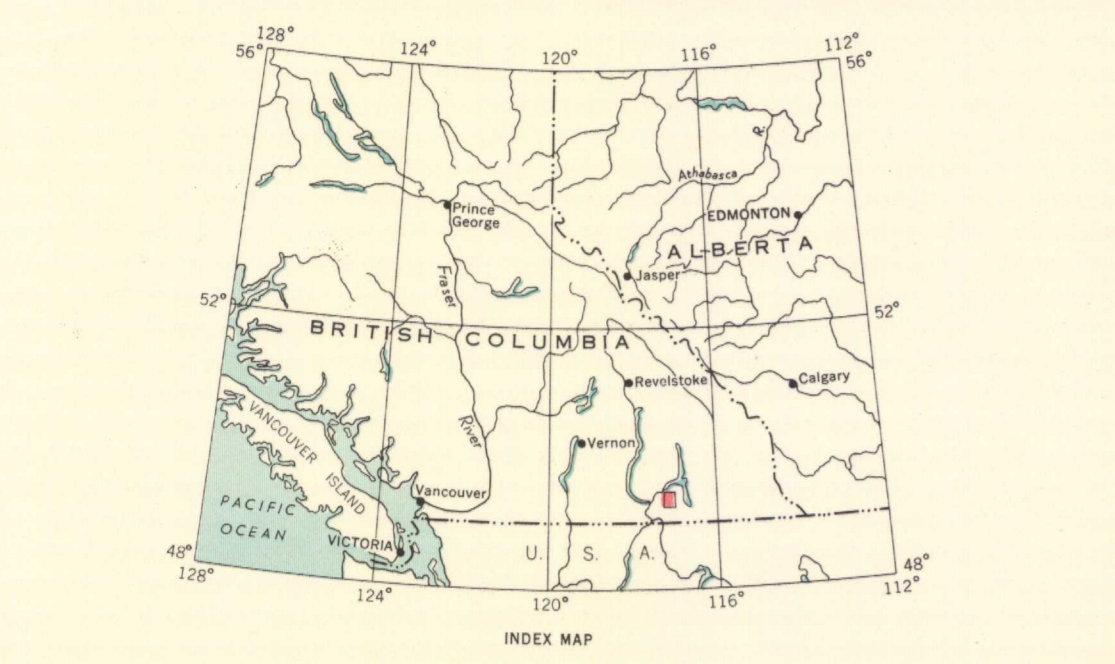 128°
124°
120°
116°
112°
56°
56°
R.
Athabasca
Prince
George
EDMONTON
ALBERTA
Fraser
Jasper
52°
52°
BRITISH COLUMBIA
Revelstoke
Calgary
VANCOUVER
ISLAND
River
Vernon
Vancouver
PACIFIC
OCEAN
VICTORIA
U. S. A.
48°
48°
128°
124°
120°
116°
112°
INDEX MAP